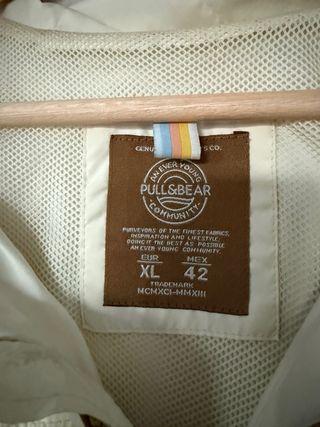 AN EVER YOUNG
PULL&BEAR
·COMMUNITY·
PURVEYORS OF THE FINEST FABRICS,
INSPIRATION AND LIFESTYLE;
DOING IT THE BEST AS POSSIBLE
AN EVER YOUNG COMMUNITY.
EUR MEX
XL 42
TRADEMARK
MCMXCI-MMXIII